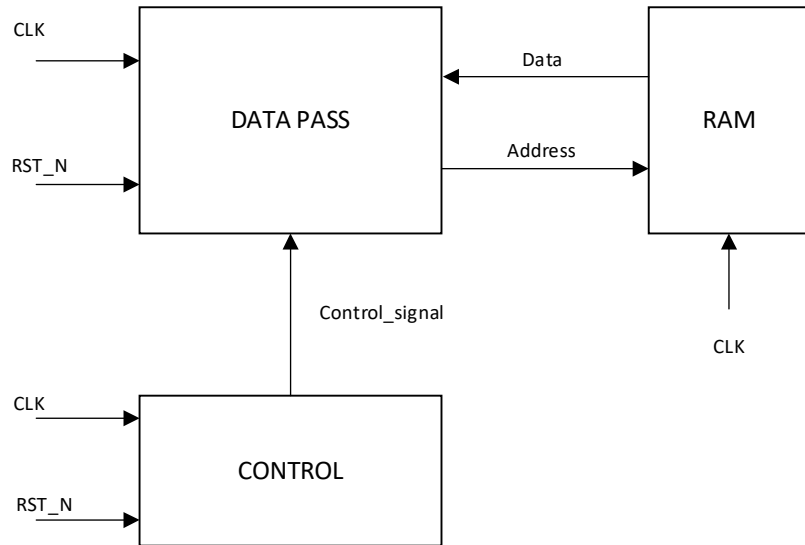 CLK
Data
DATA PASS
RAM
Address
RST_N
Control_signal
CLK
CLK
CONTROL
RST_N